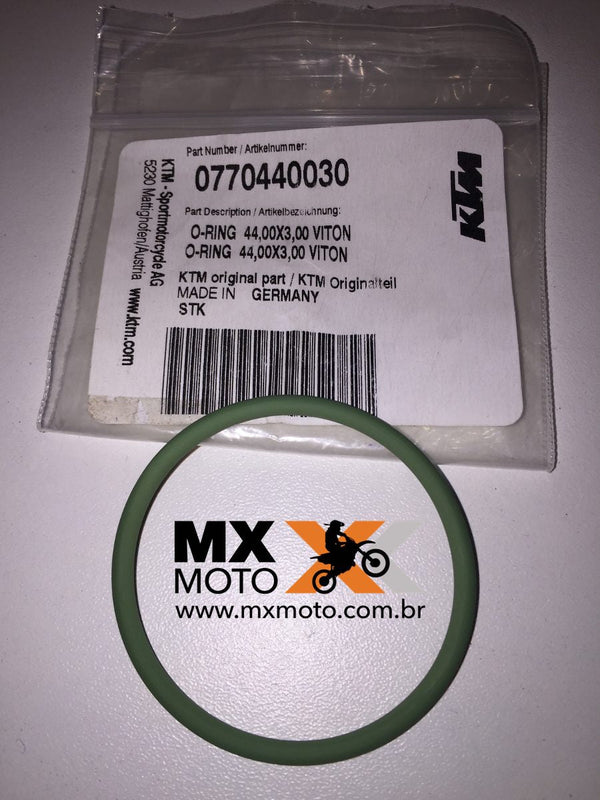 Part Number / Artikelnummer:
0770440030
Part Description / Artikelbezeichnung:
O-RING 44,00X3,00 VITON
O-RING 44,00X3,00 VITON
KTM original part / KTM Originalteil
MADE IN GERMANY
STK
KTM - Sportmotorcycle AG
5230 Mattighofen/Austria www.ktm.com
KTM
MX
MOTO
www.mxmoto.com.br